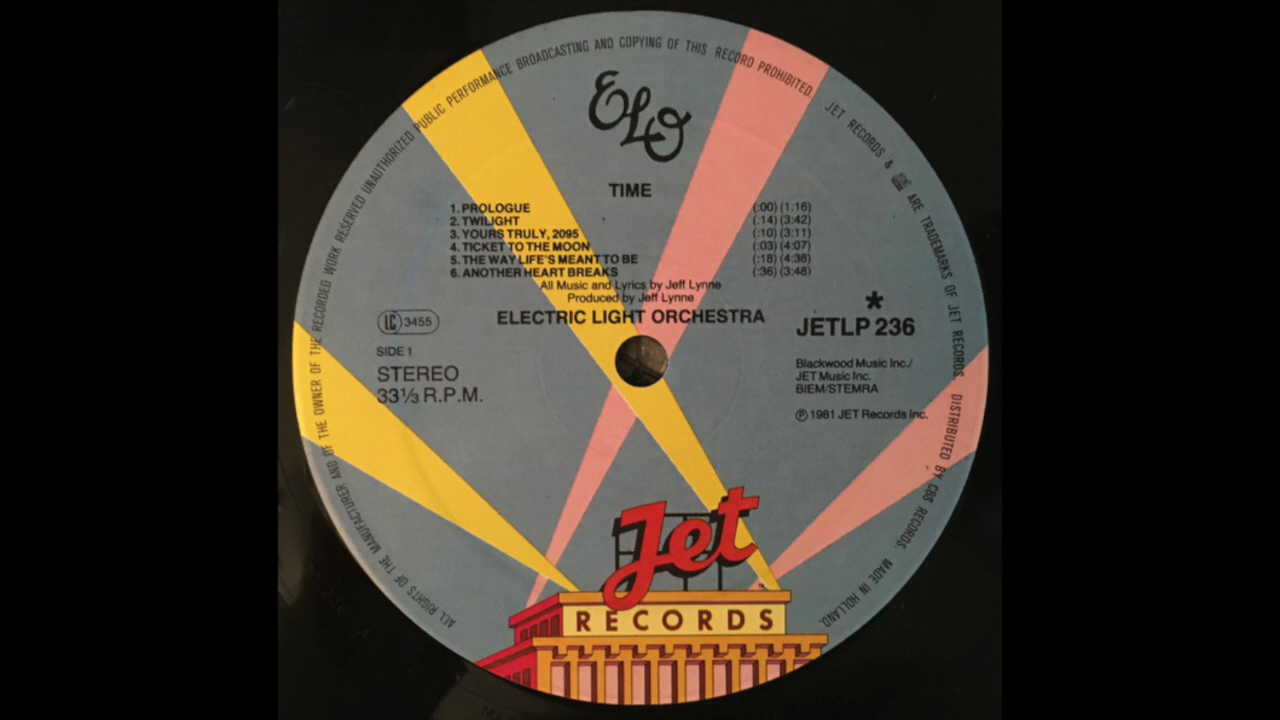 ALL RIGHTS OF THE MANUFACTURER AND OF THE OWNER OF THE RECORDED WORK RESERVED UNAUTHORIZED PUBLIC PERFORMANCE BROADCASTING AND COPYING OF THIS RECORD PROHIBITED.
JET RECORDS & JET ARE TRADEMARKS OF JET RECORDS. DISTRIBUTED BY CBS RECORDS. MADE IN HOLLAND.
ELO
TIME
1. PROLOGUE (:00) (1:16)
2. TWILIGHT (:14) (3:42)
3. YOURS TRULY, 2095 (:10) (3:11)
4. TICKET TO THE MOON (:03) (4:07)
5. THE WAY LIFE'S MEANT TO BE (:18) (4:36)
6. ANOTHER HEART BREAKS (:36) (3:48)
All Music and Lyrics by Jeff Lynne
Produced by Jeff Lynne
ELECTRIC LIGHT ORCHESTRA
LC 3455
SIDE 1
STEREO
33⅓ R.P.M.
*
JETLP 236
Blackwood Music Inc./
JET Music Inc.
BIEM/STEMRA
℗ 1981 JET Records Inc.
Jet
RECORDS